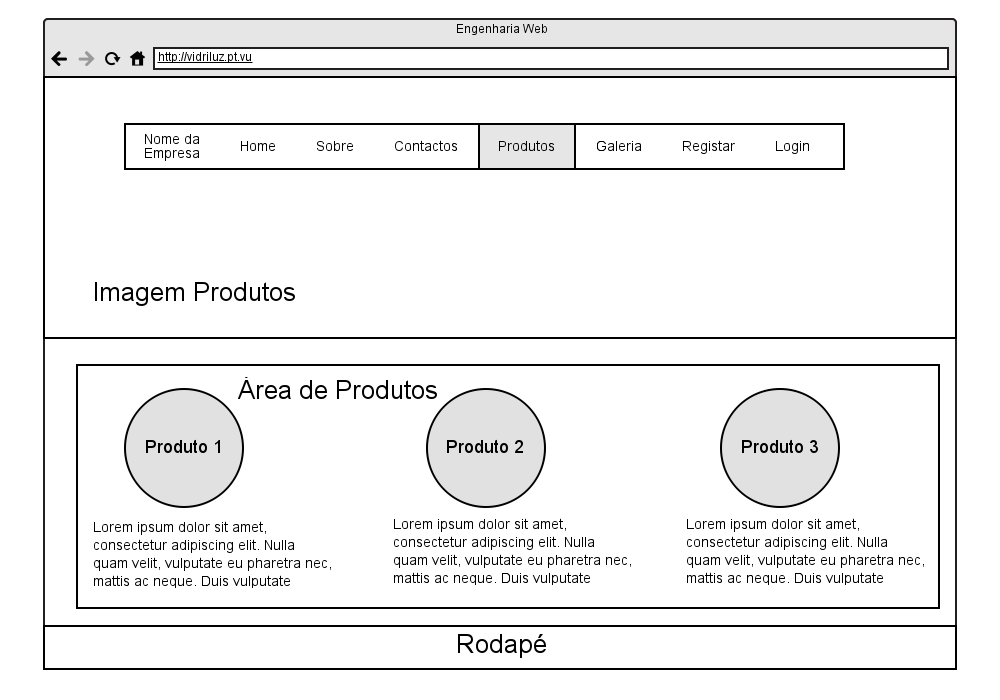 Engenharia Web
http://vidriluz.pt.vu
Nome da
Empresa
Home
Sobre
Contactos
Produtos
Galeria
Registar
Login
Imagem Produtos
Área de Produtos
Produto 1
Lorem ipsum dolor sit amet,
consectetur adipiscing elit. Nulla
quam velit, vulputate eu pharetra nec,
mattis ac neque. Duis vulputate
Produto 2
Lorem ipsum dolor sit amet,
consectetur adipiscing elit. Nulla
quam velit, vulputate eu pharetra nec,
mattis ac neque. Duis vulputate
Produto 3
Lorem ipsum dolor sit amet,
consectetur adipiscing elit. Nulla
quam velit, vulputate eu pharetra nec,
mattis ac neque. Duis vulputate
Rodapé